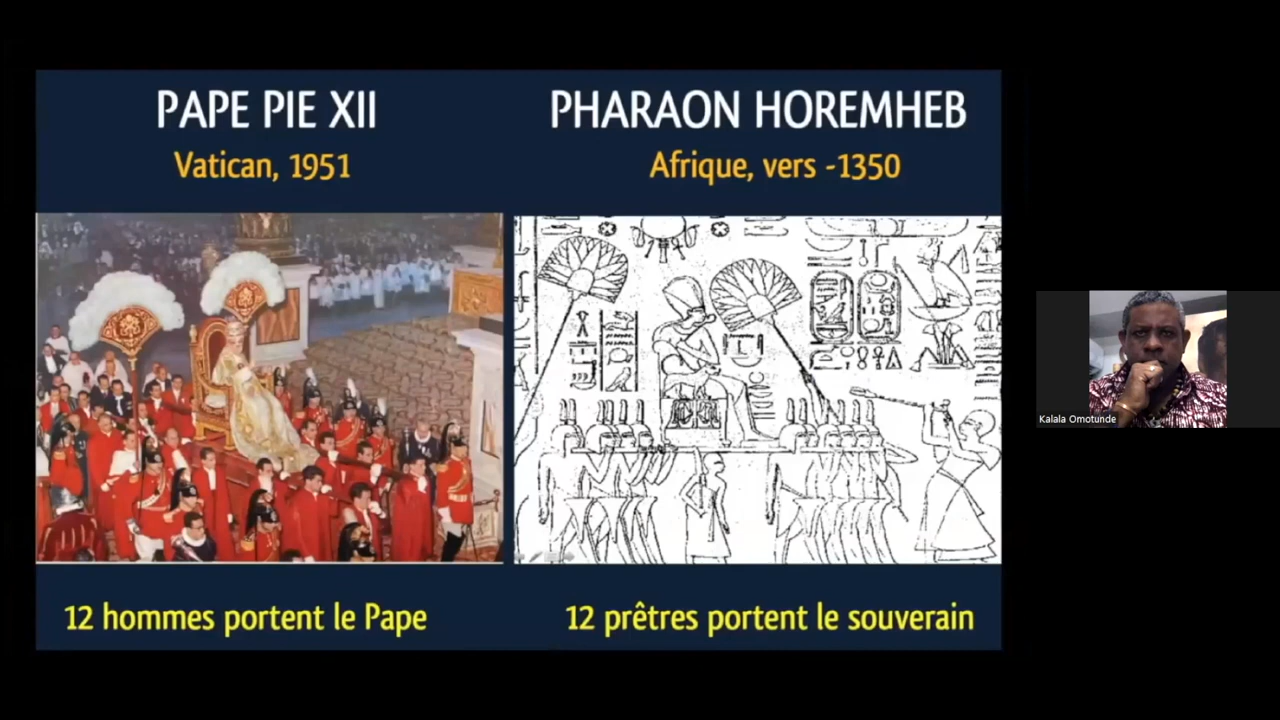 PAPE PIE XII
Vatican, 1951
PHARAON HOREMHEB
Afrique, vers -1350
12 hommes portent le Pape
12 prêtres portent le souverain
Kalala Omotunde